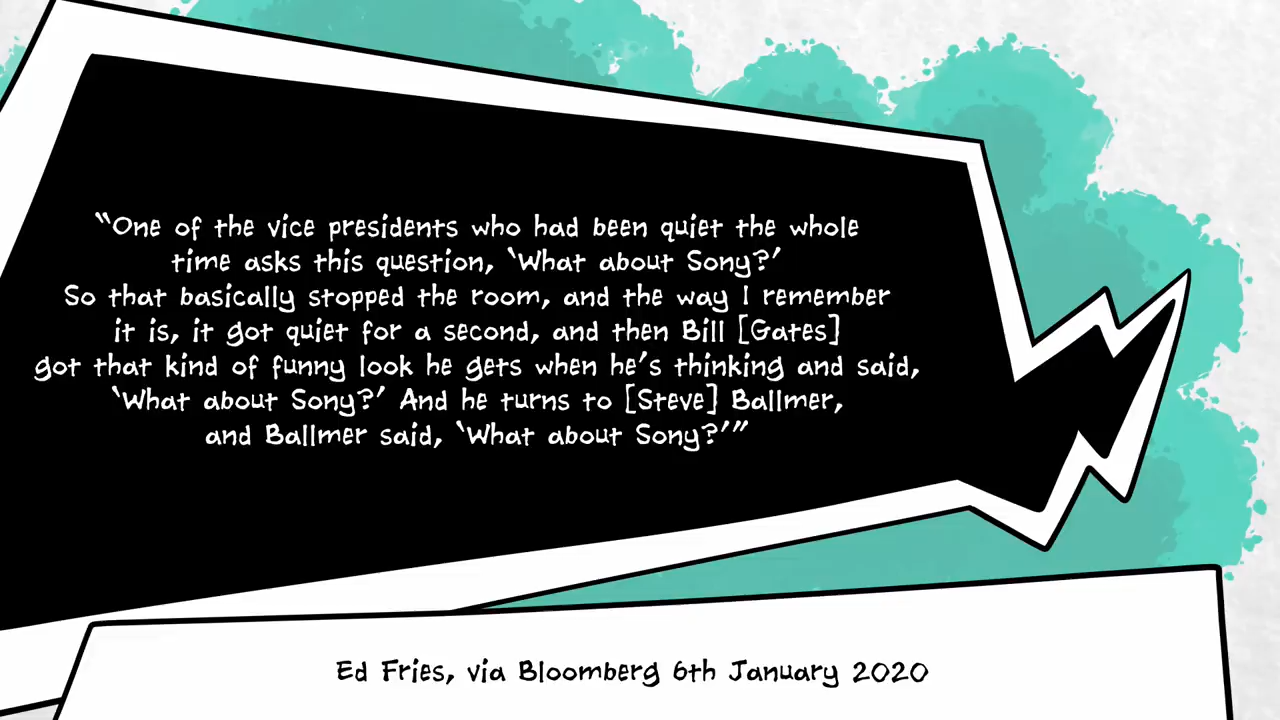 “One of the vice presidents who had been quiet the whole
time asks this question, ‘What about Sony?’
So that basically stopped the room, and the way I remember
it is, it got quiet for a second, and then Bill [Gates]
got that kind of funny look he gets when he’s thinking and said,
‘What about Sony?’ And he turns to [Steve] Ballmer,
and Ballmer said, ‘What about Sony?’”
Ed Fries, via Bloomberg 6th January 2020